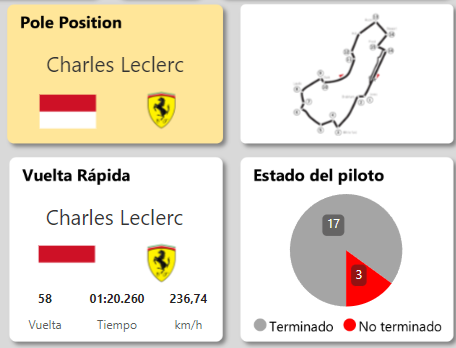 Pole Position
Charles Leclerc
Vuelta Rápida
Charles Leclerc
58 01:20.260 236,74
Vuelta Tiempo km/h
Estado del piloto
17
3
Terminado No terminado